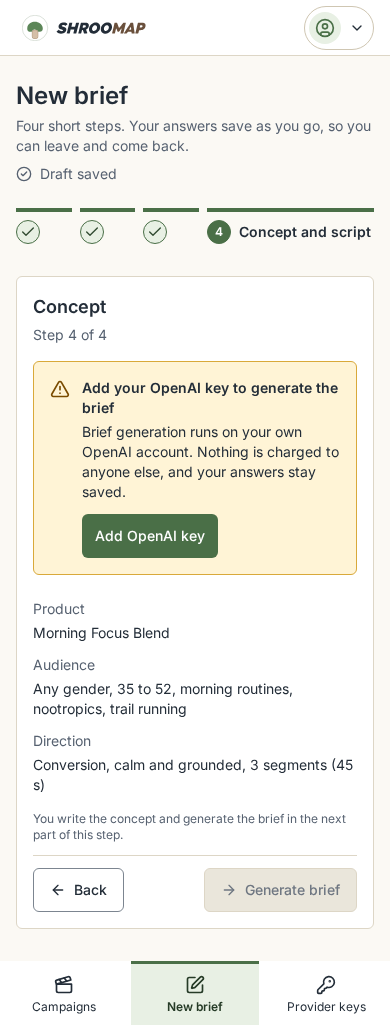 SHROOMAP
New brief
Four short steps. Your answers save as you go, so you
can leave and come back.
Draft saved
4 Concept and script
Concept
Step 4 of 4
Add your OpenAI key to generate the
brief
Brief generation runs on your own
OpenAI account. Nothing is charged to
anyone else, and your answers stay
saved.
Add OpenAI key
Product
Morning Focus Blend
Audience
Any gender, 35 to 52, morning routines,
nootropics, trail running
Direction
Conversion, calm and grounded, 3 segments (45
s)
You write the concept and generate the brief in the next
part of this step.
Back
Generate brief
Campaigns
New brief
Provider keys